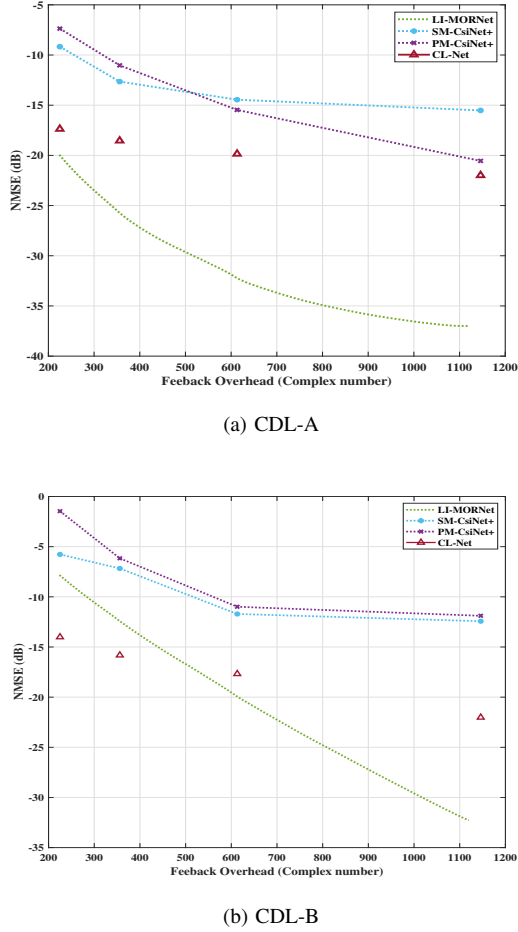 -5
-10
-15
-20
-25
-30
-35
-40
NMSE (dB)
LI-MORNet
SM-CsiNet+
PM-CsiNet+
CL-Net
200 300 400 500 600 700 800 900 1000 1100 1200
Feeback Overhead (Complex number)
(a) CDL-A
0
-5
-10
-15
-20
-25
-30
-35
NMSE (dB)
LI-MORNet
SM-CsiNet+
PM-CsiNet+
CL-Net
200 300 400 500 600 700 800 900 1000 1100 1200
Feeback Overhead (Complex number)
(b) CDL-B